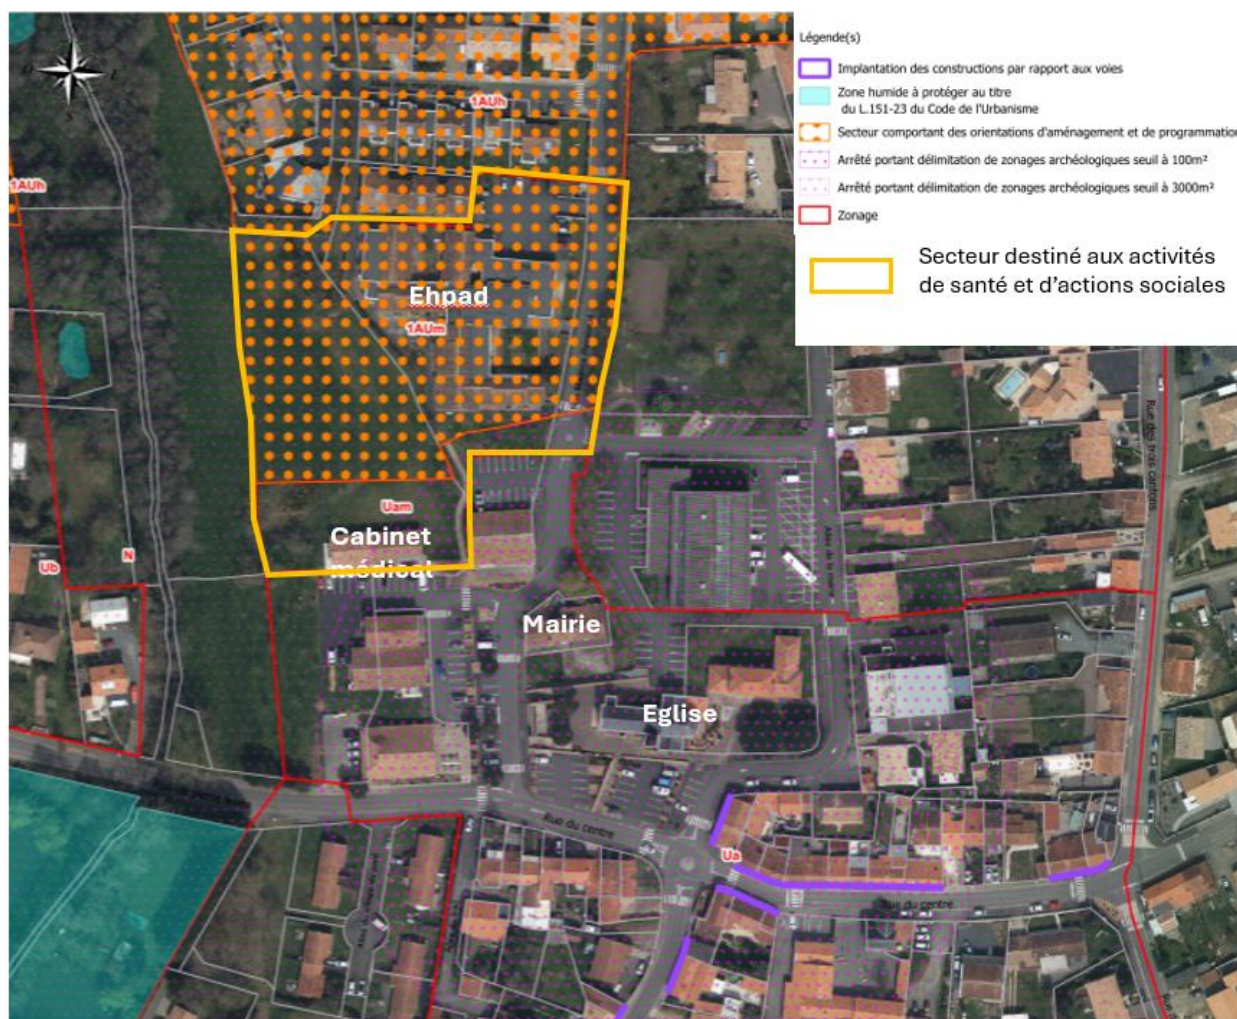 Légende(s)
Implantation des constructions par rapport aux voies
Zone humide à protéger au titre
du L.151-23 du Code de l'Urbanisme
Secteur comportant des orientations d'aménagement et de programmation
Arrêté portant délimitation de zonages archéologiques seuil à 100m²
Arrêté portant délimitation de zonages archéologiques seuil à 3000m²
Zonage
Secteur destiné aux activités
de santé et d'actions sociales
1AUh
1AUh
Ehpad
1AUm
Rue des trois cantons
Uam
Cabinet
médical
N
Ub
Mairie
Eglise
Rue du centre
Ua
Rue du centre